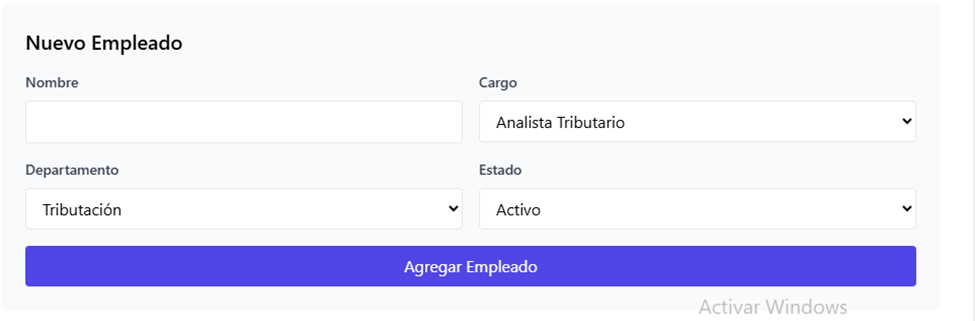 Nuevo Empleado
Nombre
Cargo
Analista Tributario
Departamento
Estado
Tributación
Activo
Agregar Empleado
Activar Windows